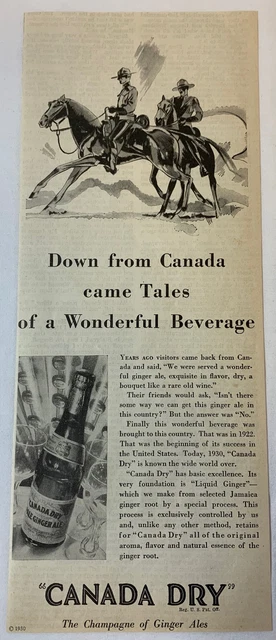 Down from Canada
came Tales
of a Wonderful Beverage
YEARS AGO visitors came back from Can-
ada and said, “We were served a wonder-
ful ginger ale, exquisite in flavor, dry, a
bouquet like a rare old wine.”
Their friends would ask, “Isn't there
some way we can get this ginger ale in
this country?” But the answer was “No.”
Finally this wonderful beverage was
brought to this country. That was in 1922.
That was the beginning of its success in
the United States. Today, 1930, “Canada
Dry” is known the wide world over.
“Canada Dry” has basic excellence. Its
very foundation is “Liquid Ginger”—
which we make from selected Jamaica
ginger root by a special process. This
process is exclusively controlled by us
and, unlike any other method, retains
for “Canada Dry” all of the original
aroma, flavor and natural essence of the
ginger root.
CANADA DRY
GINGER ALE
“CANADA DRY”
Reg. U. S. Pat. Off.
© 1930
The Champagne of Ginger Ales